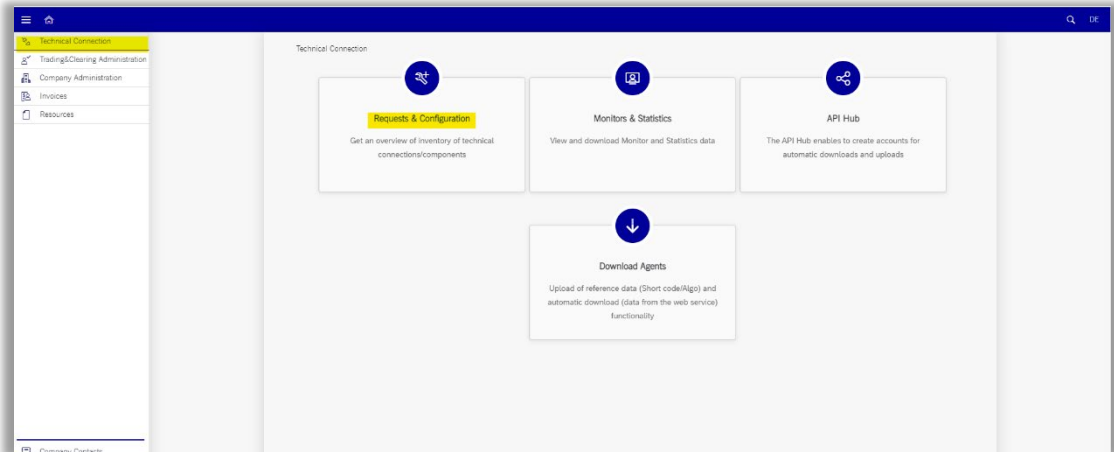 DE
Technical Connection
Trading&Clearing Administration
Company Administration
Invoices
Resources
Company Contacts
Technical Connection
Requests & Configuration
Get an overview of inventory of technical
connections/components
Monitors & Statistics
View and download Monitor and Statistics data
API Hub
The API Hub enables to create accounts for
automatic downloads and uploads
Download Agents
Upload of reference data (Short code/Algo) and
automatic download (data from the web service)
functionality